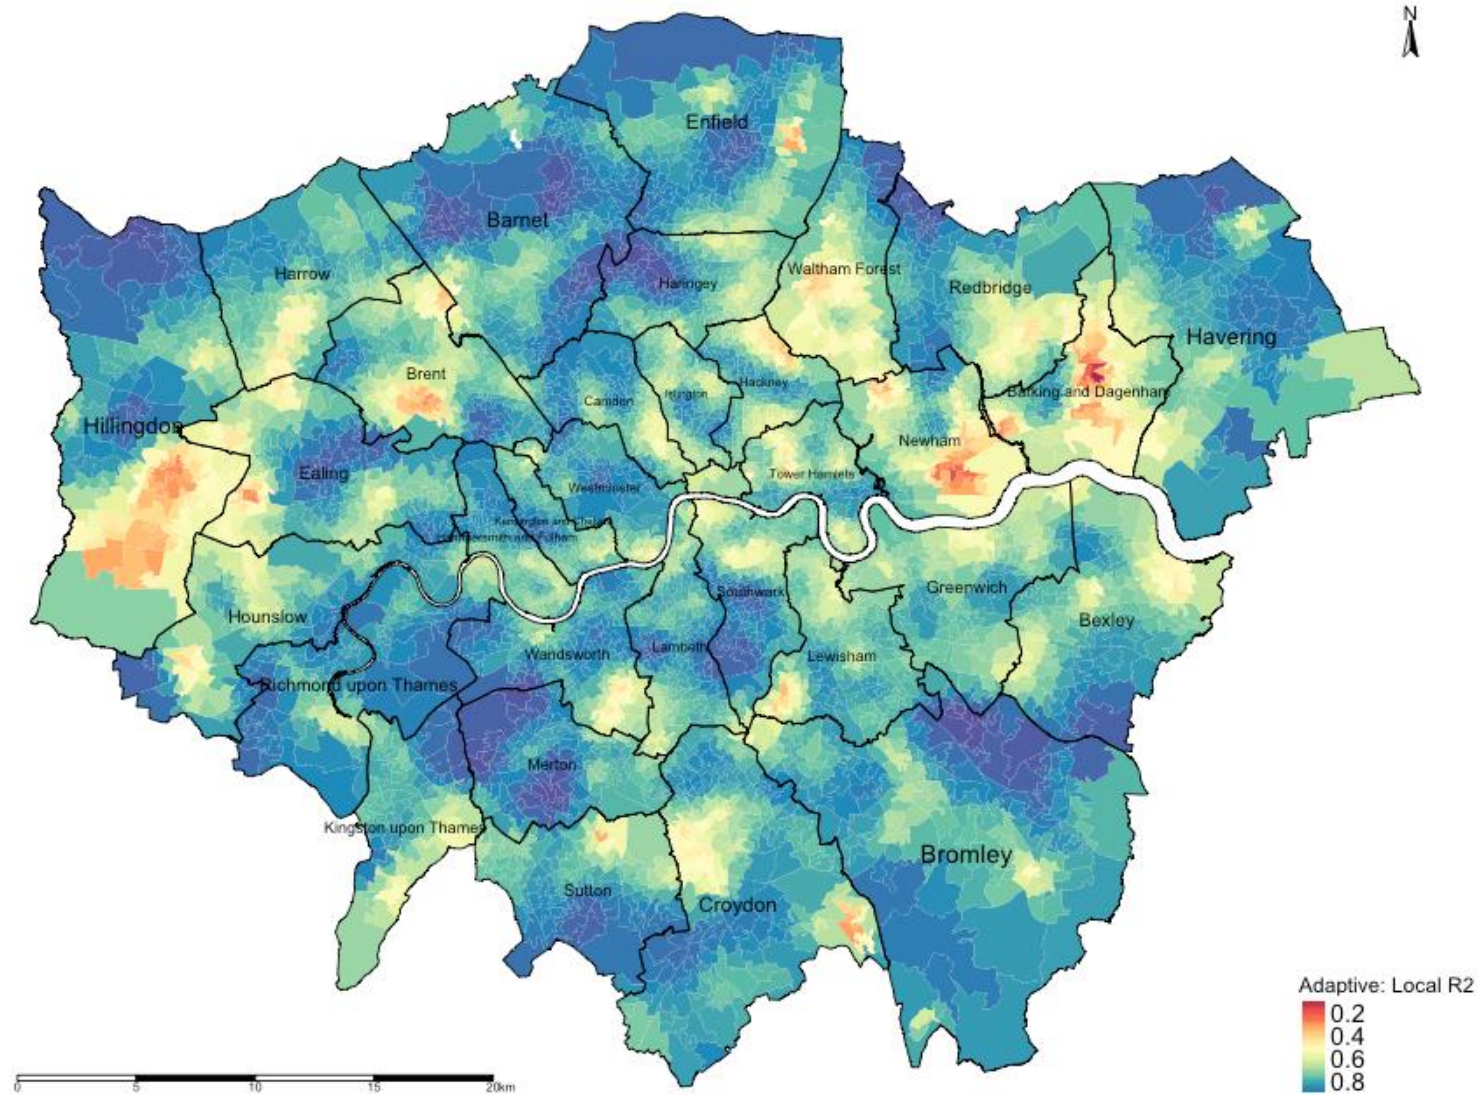 N
Enfield
Barnet
Harrow
Haringey
Waltham Forest
Redbridge
Havering
Brent
Camden
Islington
Hackney
Barking and Dagenham
Hillingdon
Ealing
Newham
Westminster
Tower Hamlets
Kensington and Chelsea
Hammersmith and Fulham
Hounslow
Southwark
Greenwich
Bexley
Wandsworth
Lambeth
Lewisham
Richmond upon Thames
Merton
Kingston upon Thames
Bromley
Sutton
Croydon
Adaptive: Local R2
0.2
0.4
0.6
0.8
0 5 10 15 20km